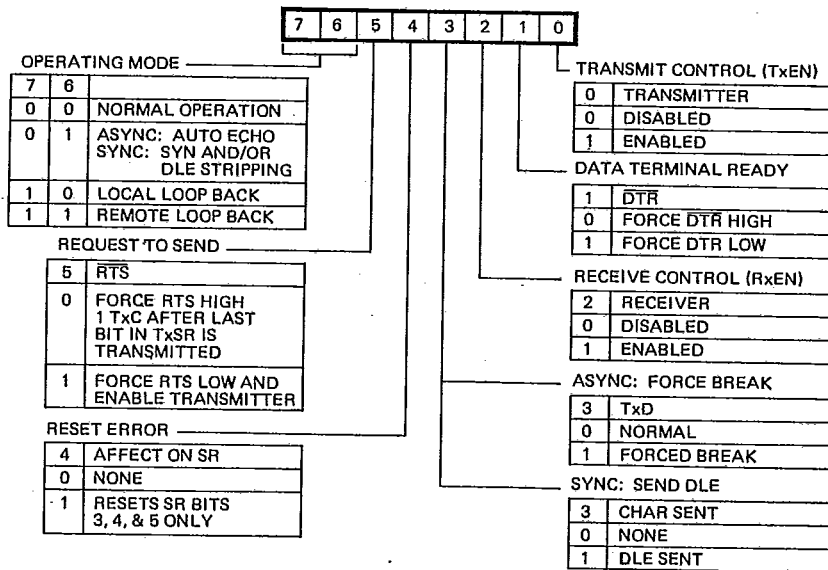 7 6 5 4 3 2 1 0
OPERATING MODE
7 6
0 0 NORMAL OPERATION
0 1 ASYNC: AUTO ECHO
SYNC: SYN AND/OR
DLE STRIPPING
1 0 LOCAL LOOP BACK
1 1 REMOTE LOOP BACK
REQUEST TO SEND
5 R̅T̅S̅
0 FORCE RTS HIGH
1 TxC AFTER LAST
BIT IN TxSR IS
TRANSMITTED
1 FORCE RTS LOW AND
ENABLE TRANSMITTER
RESET ERROR
4 AFFECT ON SR
0 NONE
1 RESETS SR BITS
3, 4, & 5 ONLY
TRANSMIT CONTROL (TxEN)
0 TRANSMITTER
0 DISABLED
1 ENABLED
DATA TERMINAL READY
1 D̅T̅R̅
0 FORCE D̅T̅R̅ HIGH
1 FORCE DTR LOW
RECEIVE CONTROL (RxEN)
2 RECEIVER
0 DISABLED
1 ENABLED
ASYNC: FORCE BREAK
3 TxD
0 NORMAL
1 FORCED BREAK
SYNC: SEND DLE
3 CHAR SENT
0 NONE
1 DLE SENT